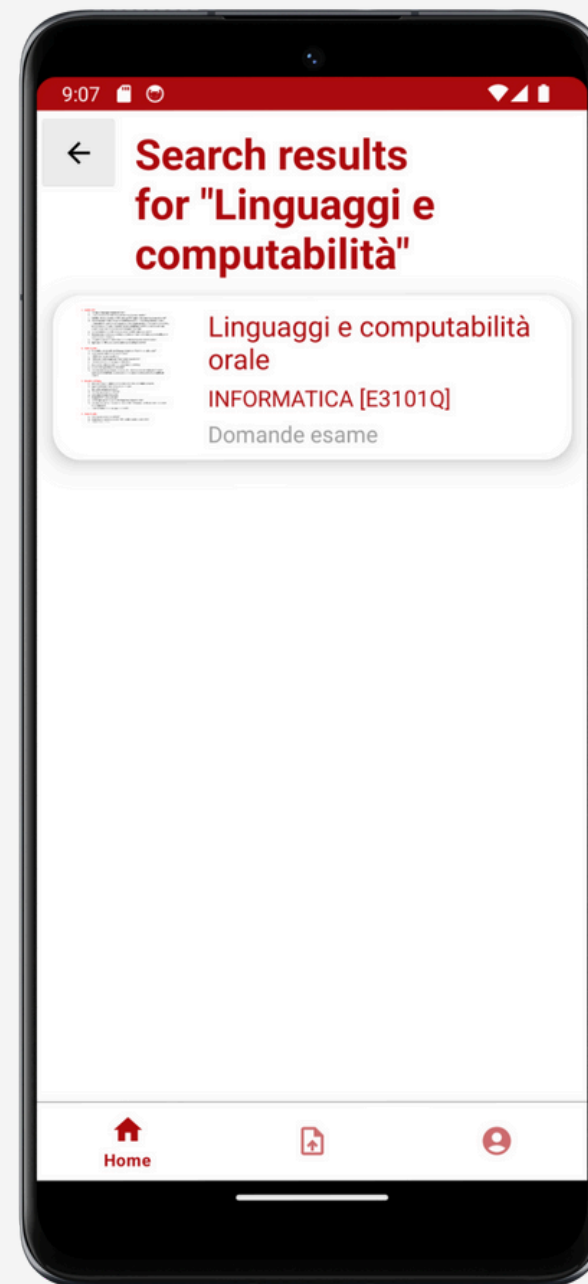 9:07
Search results
for "Linguaggi e
computabilità"
Linguaggi e computabilità
orale
INFORMATICA [E3101Q]
Domande esame
Home